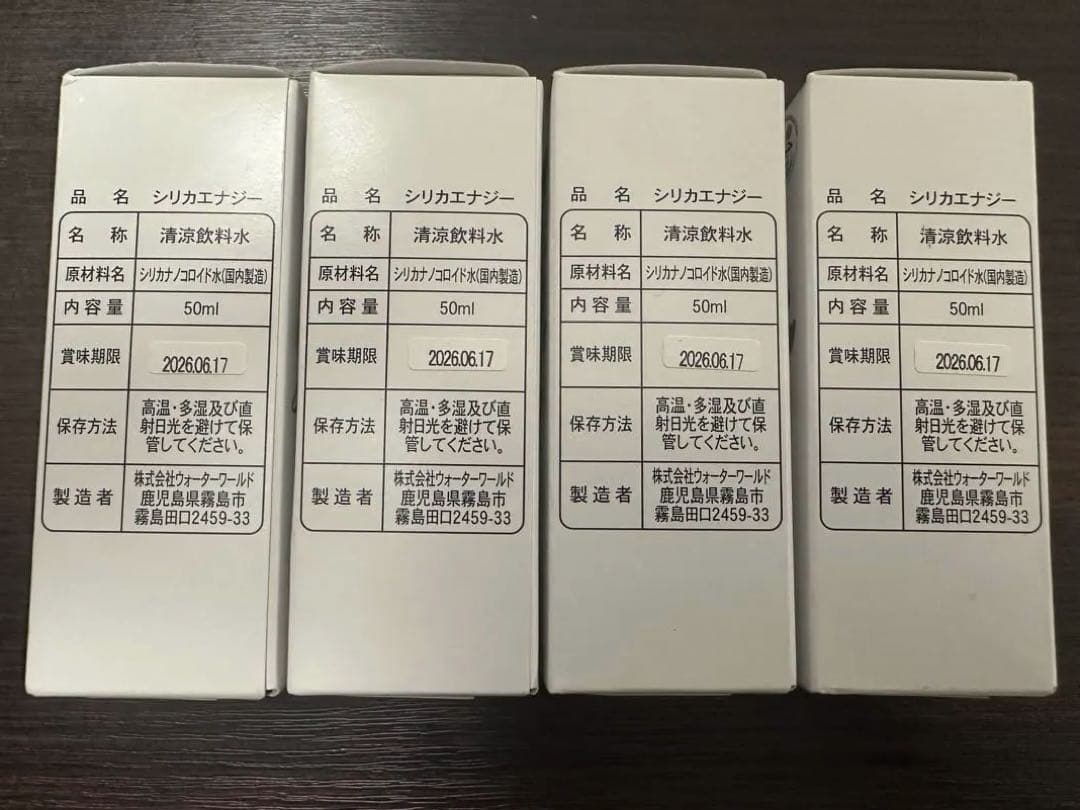 品名 シリカエナジー
名称 清涼飲料水
原材料名 シリカナノコロイド水(国内製造)
内容量 50ml
賞味期限 2026.06.17
保存方法 高温・多湿及び直
射日光を避けて保
管してください。
製造者 株式会社ウォーターワールド
鹿児島県霧島市
霧島田口2459-33
品名 シリカエナジー
名称 清涼飲料水
原材料名 シリカナノコロイド水(国内製造)
内容量 50ml
賞味期限 2026.06.17
保存方法 高温・多湿及び直
射日光を避けて保
管してください。
製造者 株式会社ウォーターワールド
鹿児島県霧島市
霧島田口2459-33
品名 シリカエナジー
名称 清涼飲料水
原材料名 シリカナノコロイド水(国内製造)
内容量 50ml
賞味期限 2026.06.17
保存方法 高温・多湿及び直
射日光を避けて保
管してください。
製造者 株式会社ウォーターワールド
鹿児島県霧島市
霧島田口2459-33
品名 シリカエナジー
名称 清涼飲料水
原材料名 シリカナノコロイド水(国内製造)
内容量 50ml
賞味期限 2026.06.17
保存方法 高温・多湿及び直
射日光を避けて保
管してください。
製造者 株式会社ウォーターワールド
鹿児島県霧島市
霧島田口2459-33